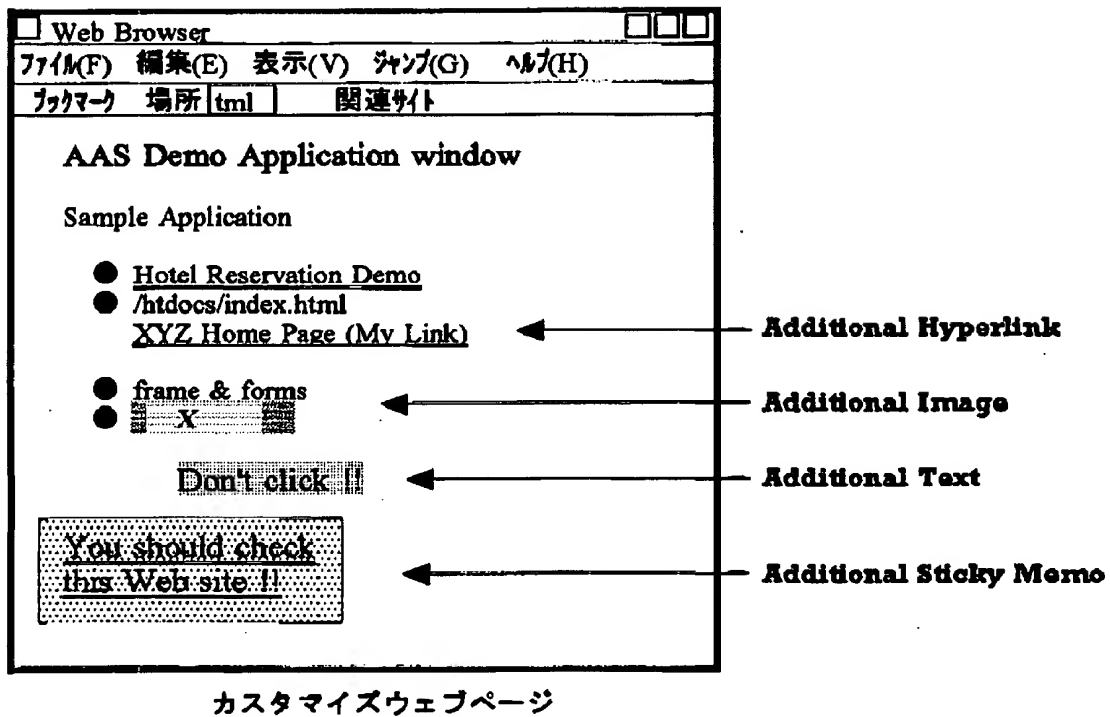 Web Browser
ファイル(F) 編集(E) 表示(V) ジャンプ(G) ヘルプ(H)
ブックマーク 場所 tml 関連サイト
AAS Demo Application window
Sample Application
Hotel Reservation Demo
/htdocs/index.html
XYZ Home Page (My Link)
Additional Hyperlink
frame & forms
X
Additional Image
Don't click !!
Additional Text
You should check
this Web site !!
Additional Sticky Memo
カスタマイズウェブページ